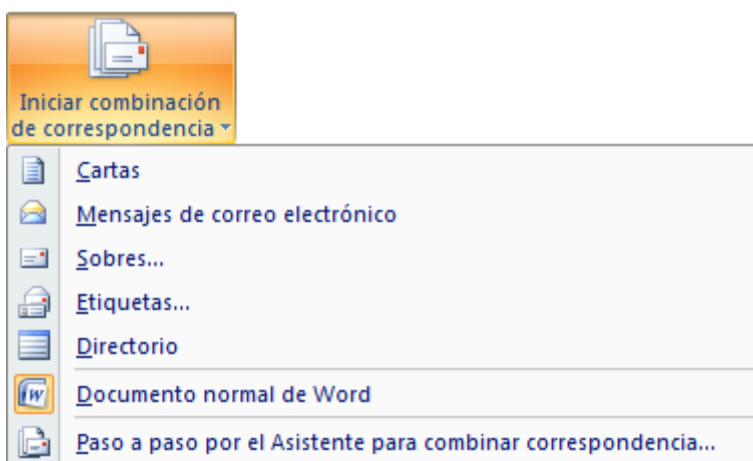 Iniciar combinación
de correspondencia
Cartas
Mensajes de correo electrónico
Sobres...
Etiquetas...
Directorio
Documento normal de Word
Paso a paso por el Asistente para combinar correspondencia...